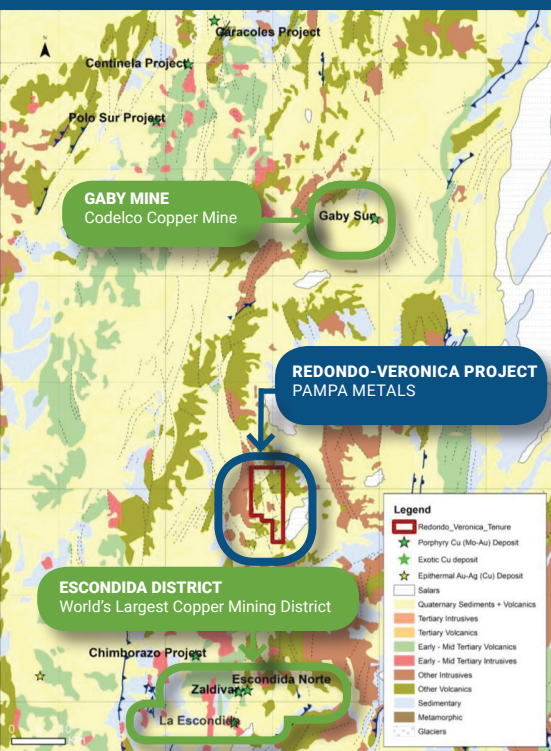 Caracoles Project
Centinela Project
Polo Sur Project
GABY MINE
Codelco Copper Mine
Gaby Sur
REDONDO-VERONICA PROJECT
PAMPA METALS
Legend
Redondo_Veronica_Tenure
Porphyry Cu (Mo-Au) Deposit
Exotic Cu deposit
Epithermal Au-Ag (Cu) Deposit
Salars
Quaternary Sediments + Volcanics
Tertiary Intrusives
Tertiary Volcanics
Early - Mid Tertiary Volcanics
Early - Mid Tertiary Intrusives
Other Intrusives
Other Volcanics
Sedimentary
Metamorphic
Glaciers
ESCONDIDA DISTRICT
World's Largest Copper Mining District
Chimborazo Project
Escondida Norte
Zaldivar
La Escondida